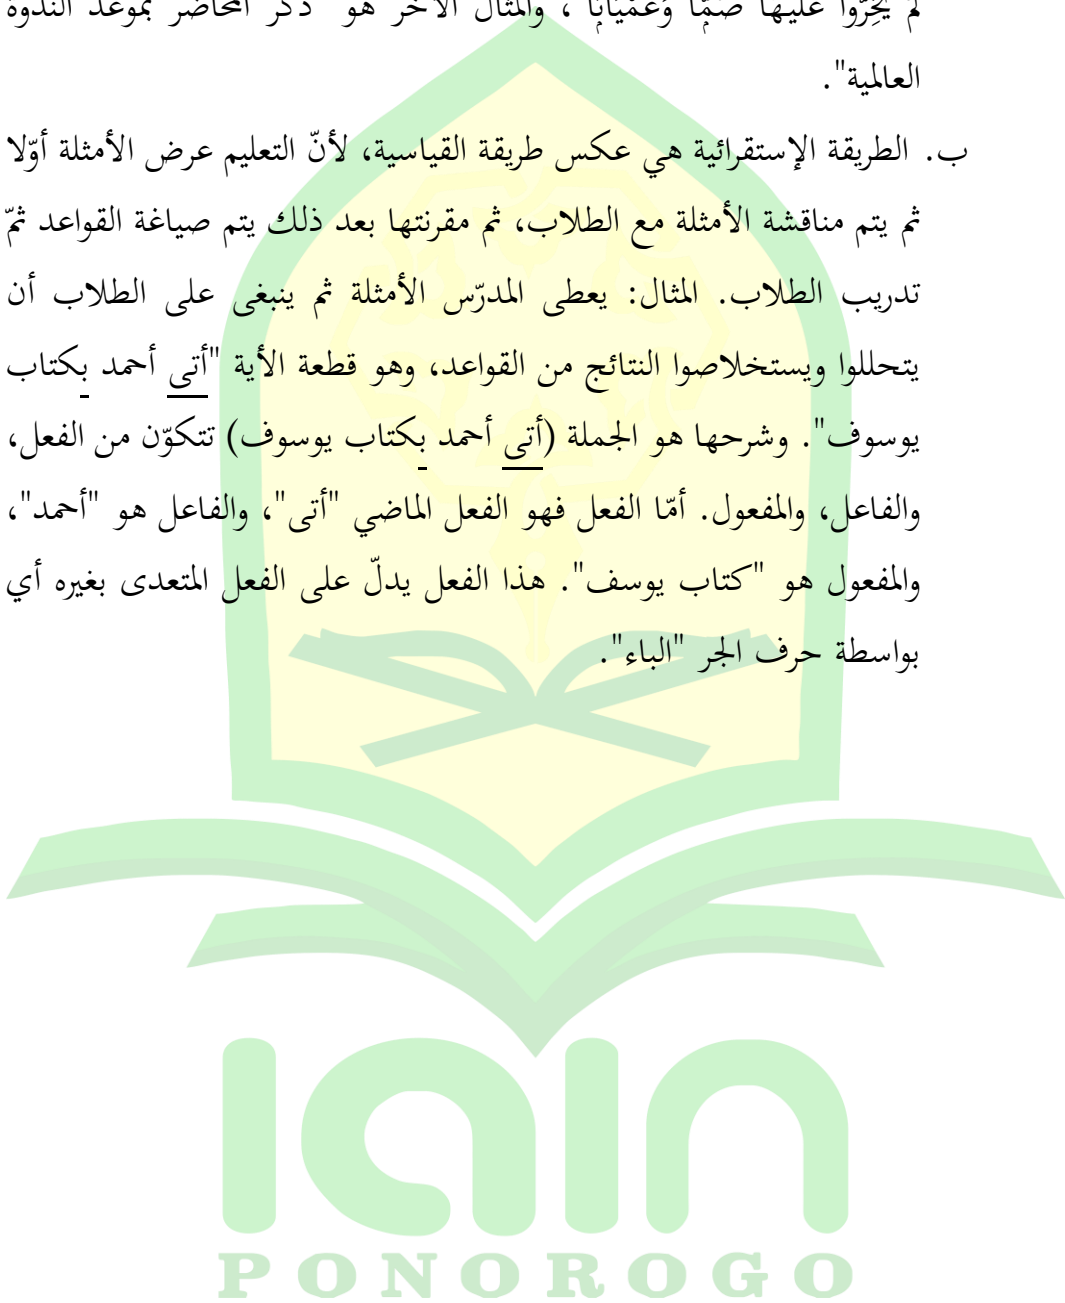 لم يَخِرُّوا عليها صُمًّا وَعُمْيَانًا"، والمثال الآخر هو "ذكّر المحاضر بموعد الندوة
العالمية".
ب. الطريقة الإستقرائية هي عكس طريقة القياسية، لأنّ التعليم عرض الأمثلة أوّلا
ثم يتم مناقشة الأمثلة مع الطلاب، ثم مقرنتها بعد ذلك يتم صياغة القواعد ثمّ
تدريب الطلاب. المثال: يعطى المدرّس الأمثلة ثم ينبغى على الطلاب أن
يتحللوا ويستخلاصوا النتائج من القواعد، وهو قطعة الأية "أتى أحمد بكتاب
يوسوف". وشرحها هو الجملة (أتى أحمد بكتاب يوسوف) تتكوّن من الفعل،
والفاعل، والمفعول. أمّا الفعل فهو الفعل الماضي "أتى"، والفاعل هو "أحمد"،
والمفعول هو "كتاب يوسف". هذا الفعل يدلّ على الفعل المتعدى بغيره أي
بواسطة حرف الجر "الباء".
iain
PONOROGO